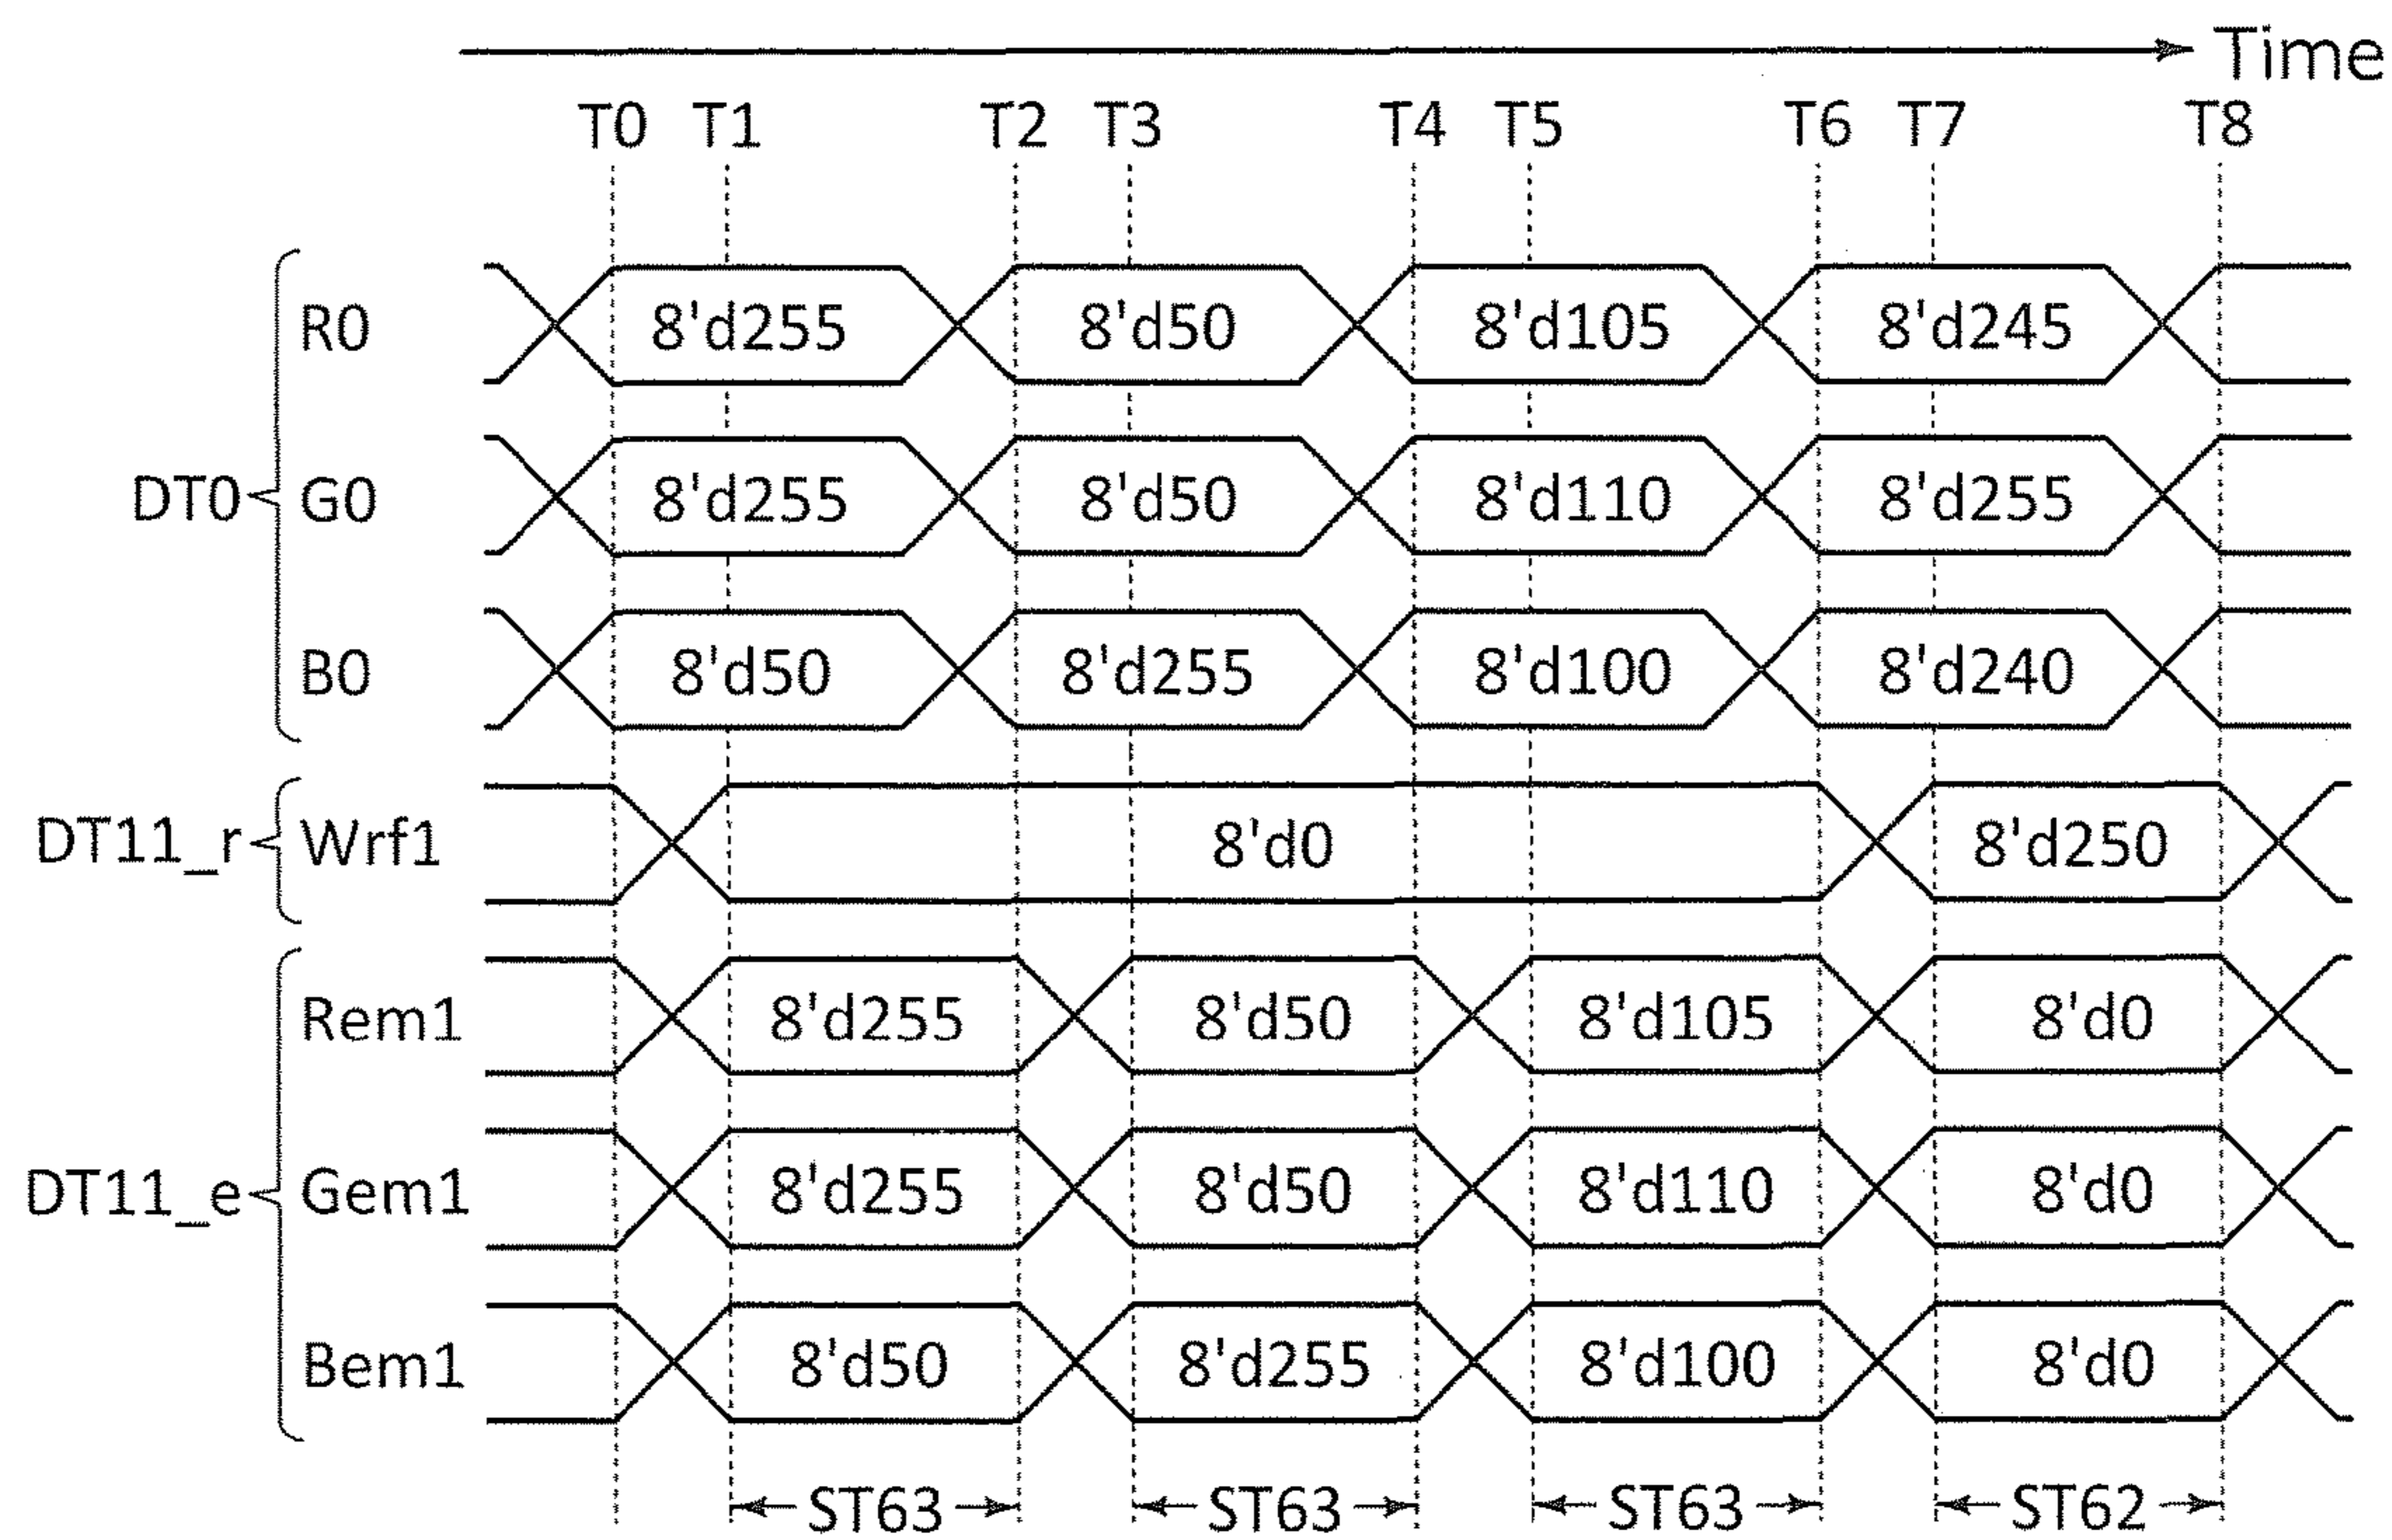 Time
T0 T1 T2 T3 T4 T5 T6 T7 T8
R0 8'd255 8'd50 8'd105 8'd245
DT0 G0 8'd255 8'd50 8'd110 8'd255
B0 8'd50 8'd255 8'd100 8'd240
DT11_r Wrf1 8'd0 8'd250
Rem1 8'd255 8'd50 8'd105 8'd0
DT11_e Gem1 8'd255 8'd50 8'd110 8'd0
Bem1 8'd50 8'd255 8'd100 8'd0
ST63 ST63 ST63 ST62